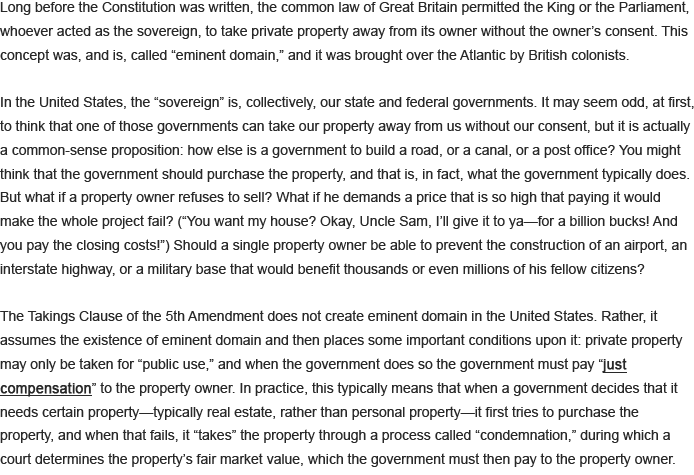 Long before the Constitution was written, the common law of Great Britain permitted the King or the Parliament,
whoever acted as the sovereign, to take private property away from its owner without the owner’s consent. This
concept was, and is, called “eminent domain,” and it was brought over the Atlantic by British colonists.
In the United States, the “sovereign” is, collectively, our state and federal governments. It may seem odd, at first,
to think that one of those governments can take our property away from us without our consent, but it is actually
a common-sense proposition: how else is a government to build a road, or a canal, or a post office? You might
think that the government should purchase the property, and that is, in fact, what the government typically does.
But what if a property owner refuses to sell? What if he demands a price that is so high that paying it would
make the whole project fail? (“You want my house? Okay, Uncle Sam, I’ll give it to ya—for a billion bucks! And
you pay the closing costs!”) Should a single property owner be able to prevent the construction of an airport, an
interstate highway, or a military base that would benefit thousands or even millions of his fellow citizens?
The Takings Clause of the 5th Amendment does not create eminent domain in the United States. Rather, it
assumes the existence of eminent domain and then places some important conditions upon it: private property
may only be taken for “public use,” and when the government does so the government must pay “just
compensation” to the property owner. In practice, this typically means that when a government decides that it
needs certain property—typically real estate, rather than personal property—it first tries to purchase the
property, and when that fails, it “takes” the property through a process called “condemnation,” during which a
court determines the property’s fair market value, which the government must then pay to the property owner.